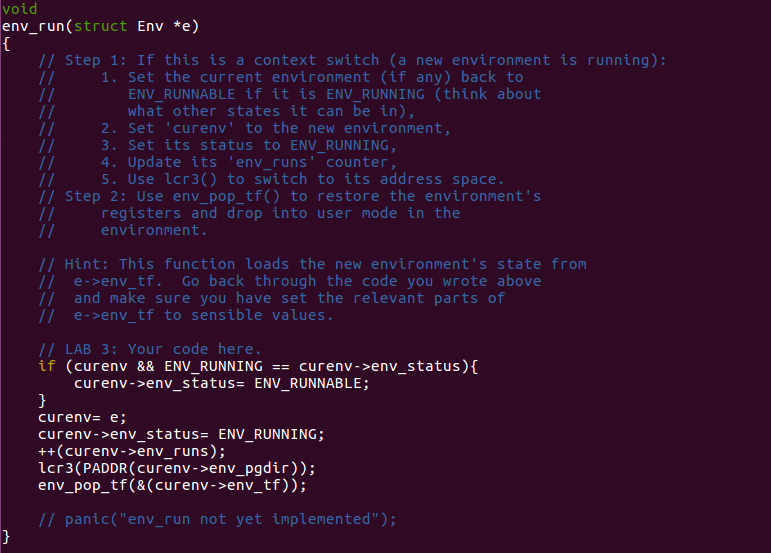 void
env_run(struct Env *e)
{
    // Step 1: If this is a context switch (a new environment is running):
    //     1. Set the current environment (if any) back to
    //        ENV_RUNNABLE if it is ENV_RUNNING (think about
    //        what other states it can be in),
    //     2. Set 'curenv' to the new environment,
    //     3. Set its status to ENV_RUNNING,
    //     4. Update its 'env_runs' counter,
    //     5. Use lcr3() to switch to its address space.
    // Step 2: Use env_pop_tf() to restore the environment's
    //     registers and drop into user mode in the
    //     environment.

    // Hint: This function loads the new environment's state from
    //  e->env_tf.  Go back through the code you wrote above
    //  and make sure you have set the relevant parts of
    //  e->env_tf to sensible values.

    // LAB 3: Your code here.
    if (curenv && ENV_RUNNING == curenv->env_status){
        curenv->env_status= ENV_RUNNABLE;
    }
    curenv= e;
    curenv->env_status= ENV_RUNNING;
    ++(curenv->env_runs);
    lcr3(PADDR(curenv->env_pgdir));
    env_pop_tf(&(curenv->env_tf));

    // panic("env_run not yet implemented");
}